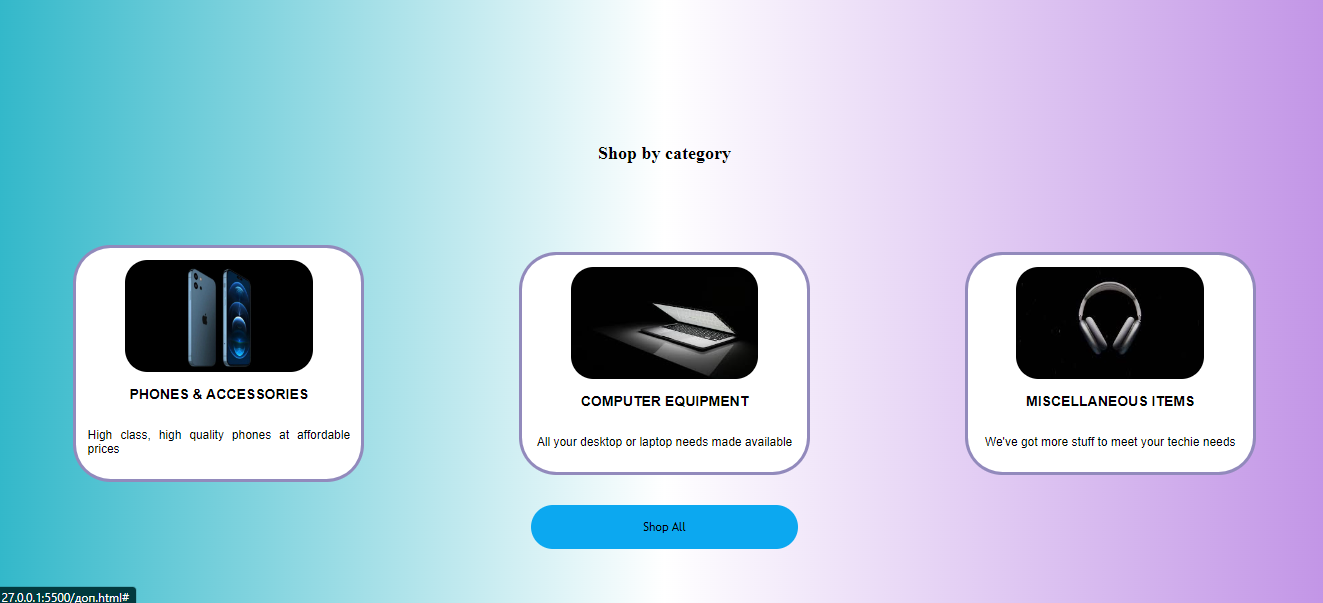 Shop by category
PHONES & ACCESSORIES
High class, high quality phones at affordable
prices
COMPUTER EQUIPMENT
All your desktop or laptop needs made available
MISCELLANEOUS ITEMS
We've got more stuff to meet your techie needs
Shop All
27.0.0.1:5500/доп.html#